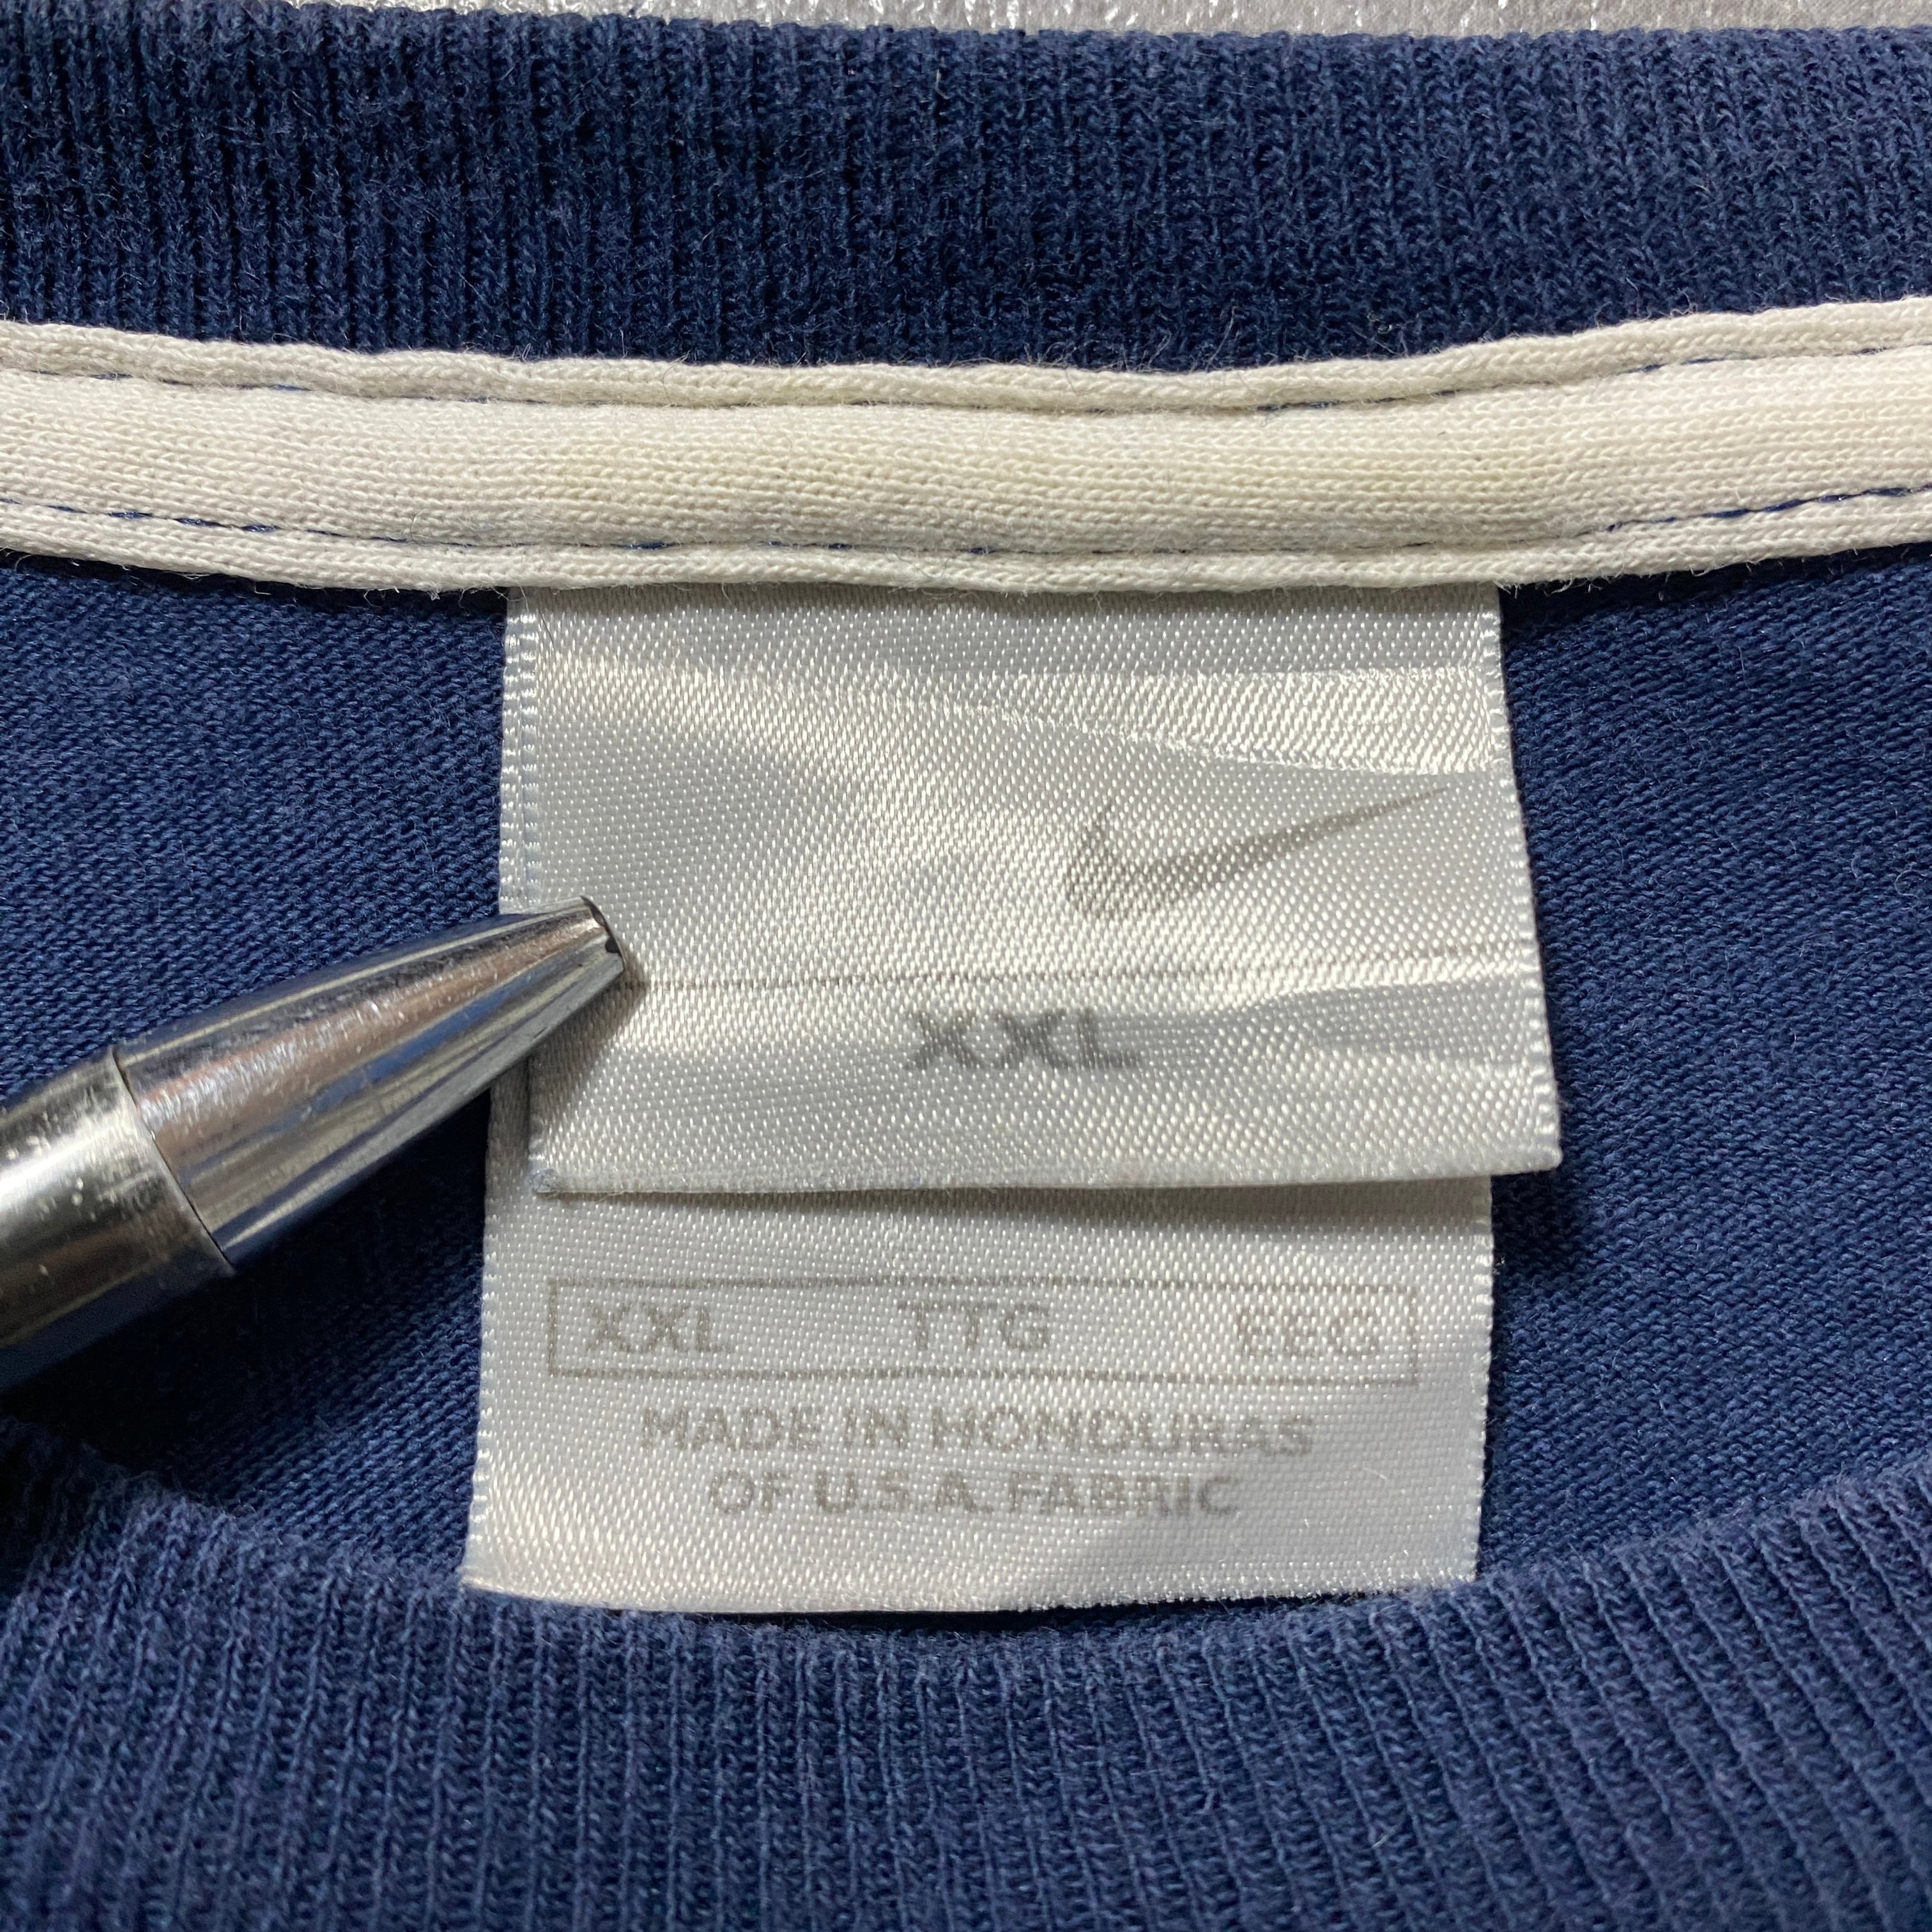 XXL
XXL TTG EEG
MADE IN HONDURAS
OF U.S.A. FABRIC